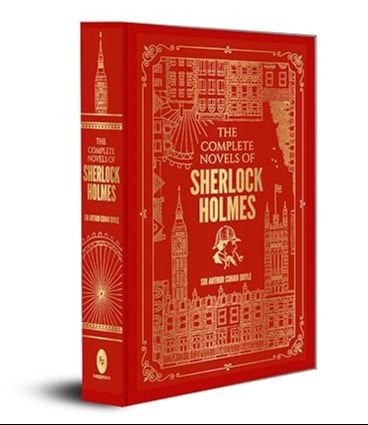 THE
COMPLETE
NOVELS OF
SHERLOCK
HOLMES
SIR ARTHUR CONAN DOYLE
THE
COMPLETE
NOVELS OF
SHERLOCK
HOLMES
SIR ARTHUR CONAN DOYLE